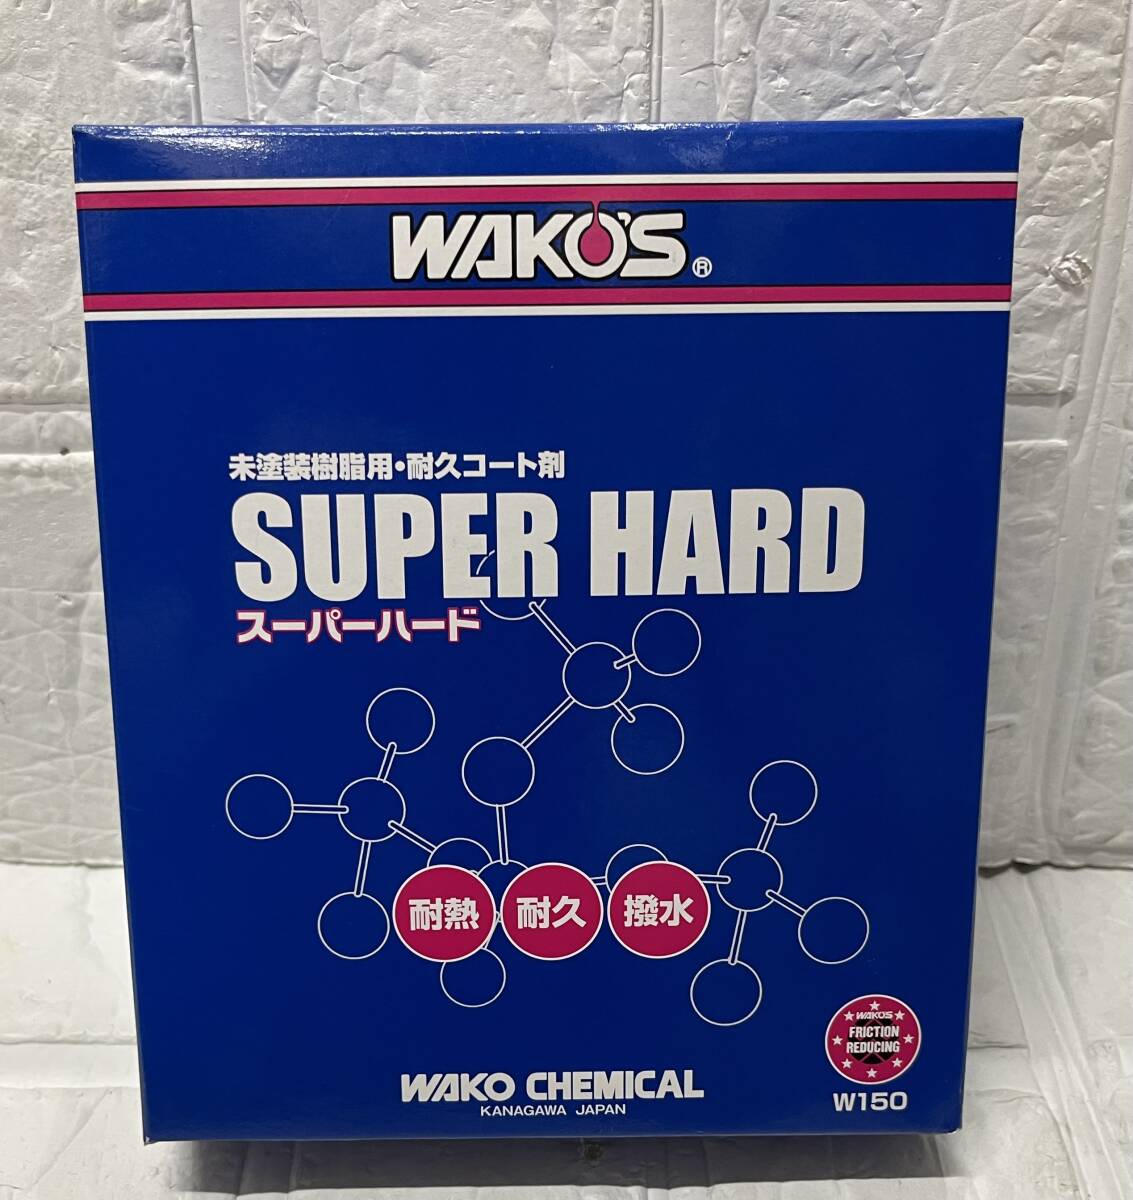 WAKO'S®
未塗装樹脂用・耐久コート剤
SUPER HARD
スーパーハード
耐熱 耐久 撥水
WAKO'S
FRICTION
REDUCING
WAKO CHEMICAL
KANAGAWA JAPAN
W150